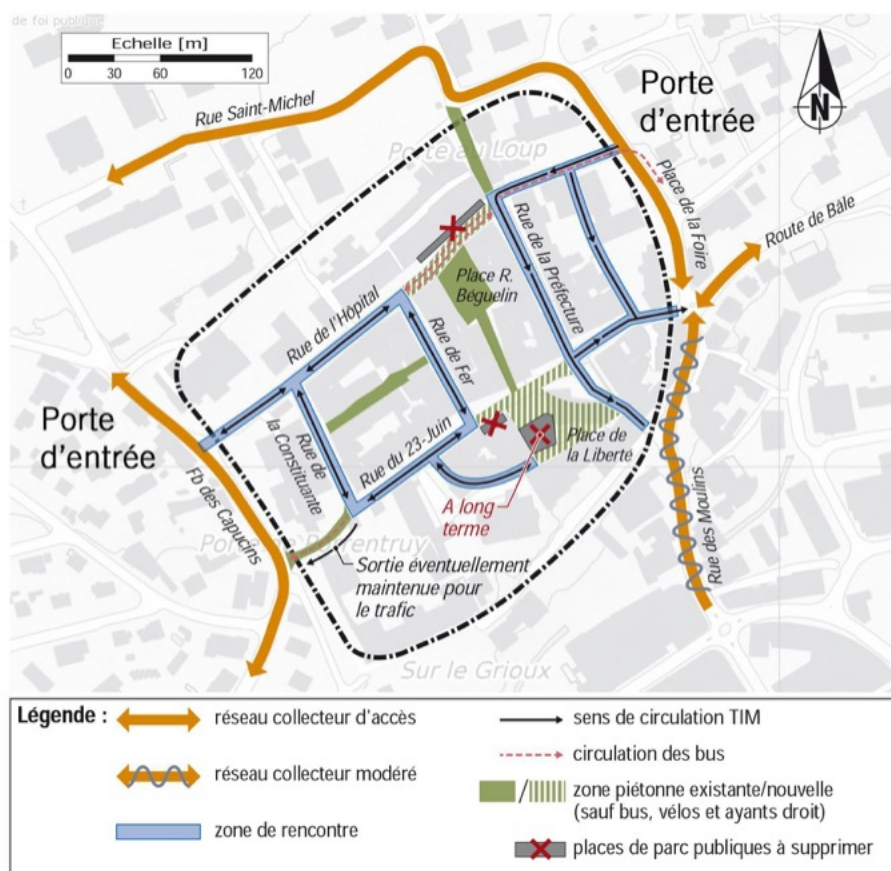 de foi publique
Echelle [m]
0 30 60 120
Rue Saint-Michel
Porte
d'entrée
N
Porte au Loup
Place de la Foire
Route de Bâle
Rue de la Préfecture
Place R.
Béguelin
Rue de l'Hôpital
Rue de Fer
Porte
d'entrée
Rue de
la Constituante
Rue du 23-Juin
Place de
la Liberté
A long
terme
Fb des Capucins
Rue des Moulins
Sortie éventuellement
maintenue pour
le trafic
Sur le Grioux
Légende :
réseau collecteur d'accès
réseau collecteur modéré
zone de rencontre
sens de circulation TIM
circulation des bus
/
zone piétonne existante/nouvelle
(sauf bus, vélos et ayants droit)
places de parc publiques à supprimer